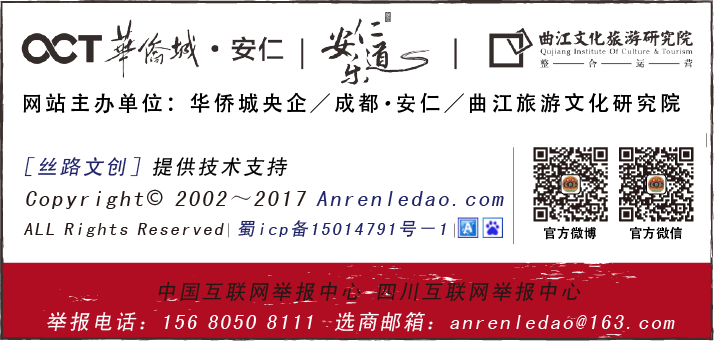 OCT 華僑城·安仁 | 安仁樂道 | 曲江文化旅游研究院
Qujiang Institute Of Culture & Tourism
整 合 运 营
网站主办单位：华侨城央企／成都·安仁／曲江旅游文化研究院
[丝路文创] 提供技术支持
Copyright© 2002～2017 Anrenledao.com
ALL Rights Reserved| 蜀icp备15014791号－1|
官方微博 官方微信
中国互联网举报中心 四川互联网举报中心
举报电话：156 8050 8111 选商邮箱：anrenledao@163.com